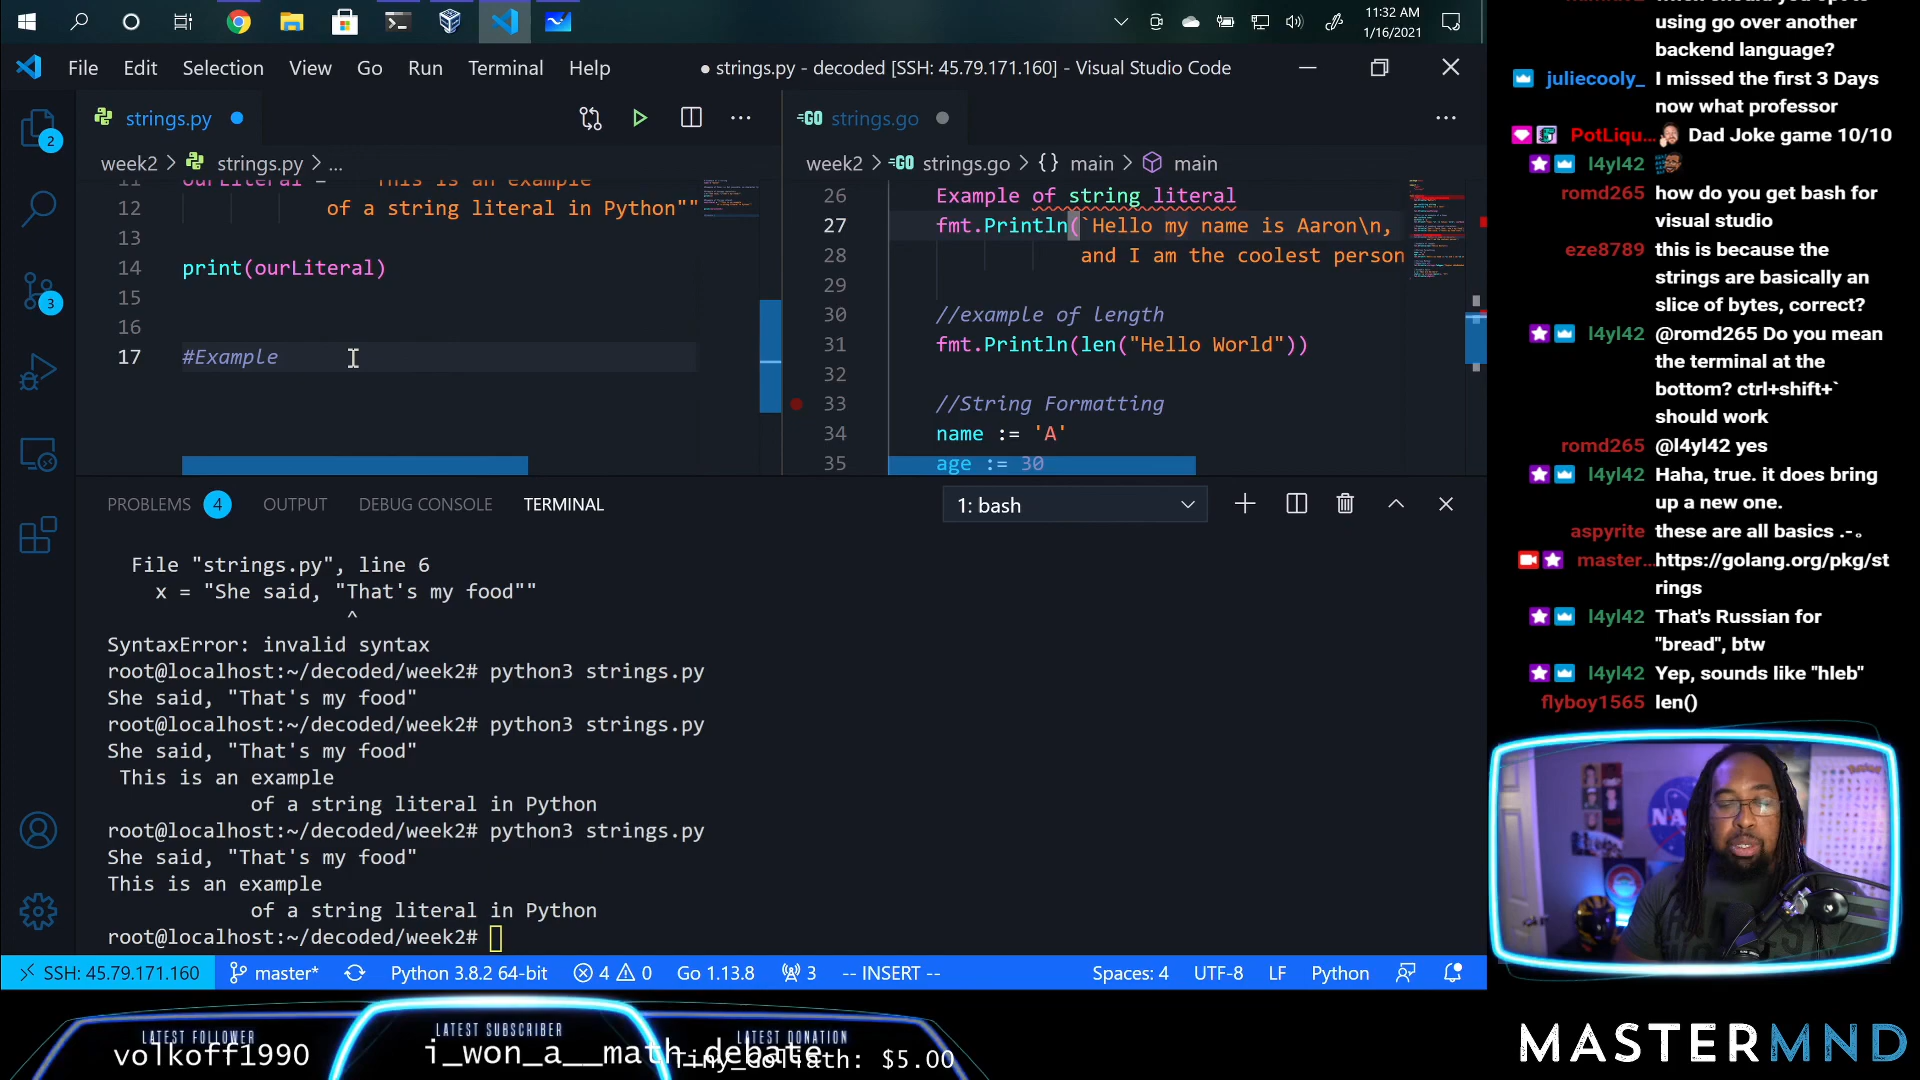 11:32 AM
1/16/2021
File Edit Selection View Go Run Terminal Help
● strings.py - decoded [SSH: 45.79.171.160] - Visual Studio Code
strings.py
week2 > strings.py > ...
12 of a string literal in Python""
13
14 print(ourLiteral)
15
16
17 #Example
GO strings.go
week2 > GO strings.go > {} main > main
26 Example of string literal
27 fmt.Println(`Hello my name is Aaron\n,
28 and I am the coolest person
29
30 //example of length
31 fmt.Println(len("Hello World"))
32
33 //String Formatting
34 name := 'A'
35 age := 30
2
3
PROBLEMS 4 OUTPUT DEBUG CONSOLE TERMINAL
1: bash
File "strings.py", line 6
x = "She said, "That's my food""
^
SyntaxError: invalid syntax
root@localhost:~/decoded/week2# python3 strings.py
She said, "That's my food"
root@localhost:~/decoded/week2# python3 strings.py
She said, "That's my food"
This is an example
of a string literal in Python
root@localhost:~/decoded/week2# python3 strings.py
She said, "That's my food"
This is an example
of a string literal in Python
root@localhost:~/decoded/week2#
SSH: 45.79.171.160 master* Python 3.8.2 64-bit 4 0 Go 1.13.8 3 -- INSERT -- Spaces: 4 UTF-8 LF Python
using go over another
backend language?
juliecooly_ I missed the first 3 Days
now what professor
PotLiqu... Dad Joke game 10/10
l4yl42
romd265 how do you get bash for
visual studio
eze8789 this is because the
strings are basically an
slice of bytes, correct?
l4yl42 @romd265 Do you mean
the terminal at the
bottom? ctrl+shift+`
should work
romd265 @l4yl42 yes
l4yl42 Haha, true. it does bring
up a new one.
aspyrite these are all basics .-.
master... https://golang.org/pkg/st
rings
l4yl42 That's Russian for
"bread", btw
l4yl42 Yep, sounds like "hleb"
flyboy1565 len()
NASA
LATEST FOLLOWER
volkoff1990
LATEST SUBSCRIBER
i_won_a__math_debate
LATEST DONATION
Tiny_Goliath: $5.00
MASTERMND